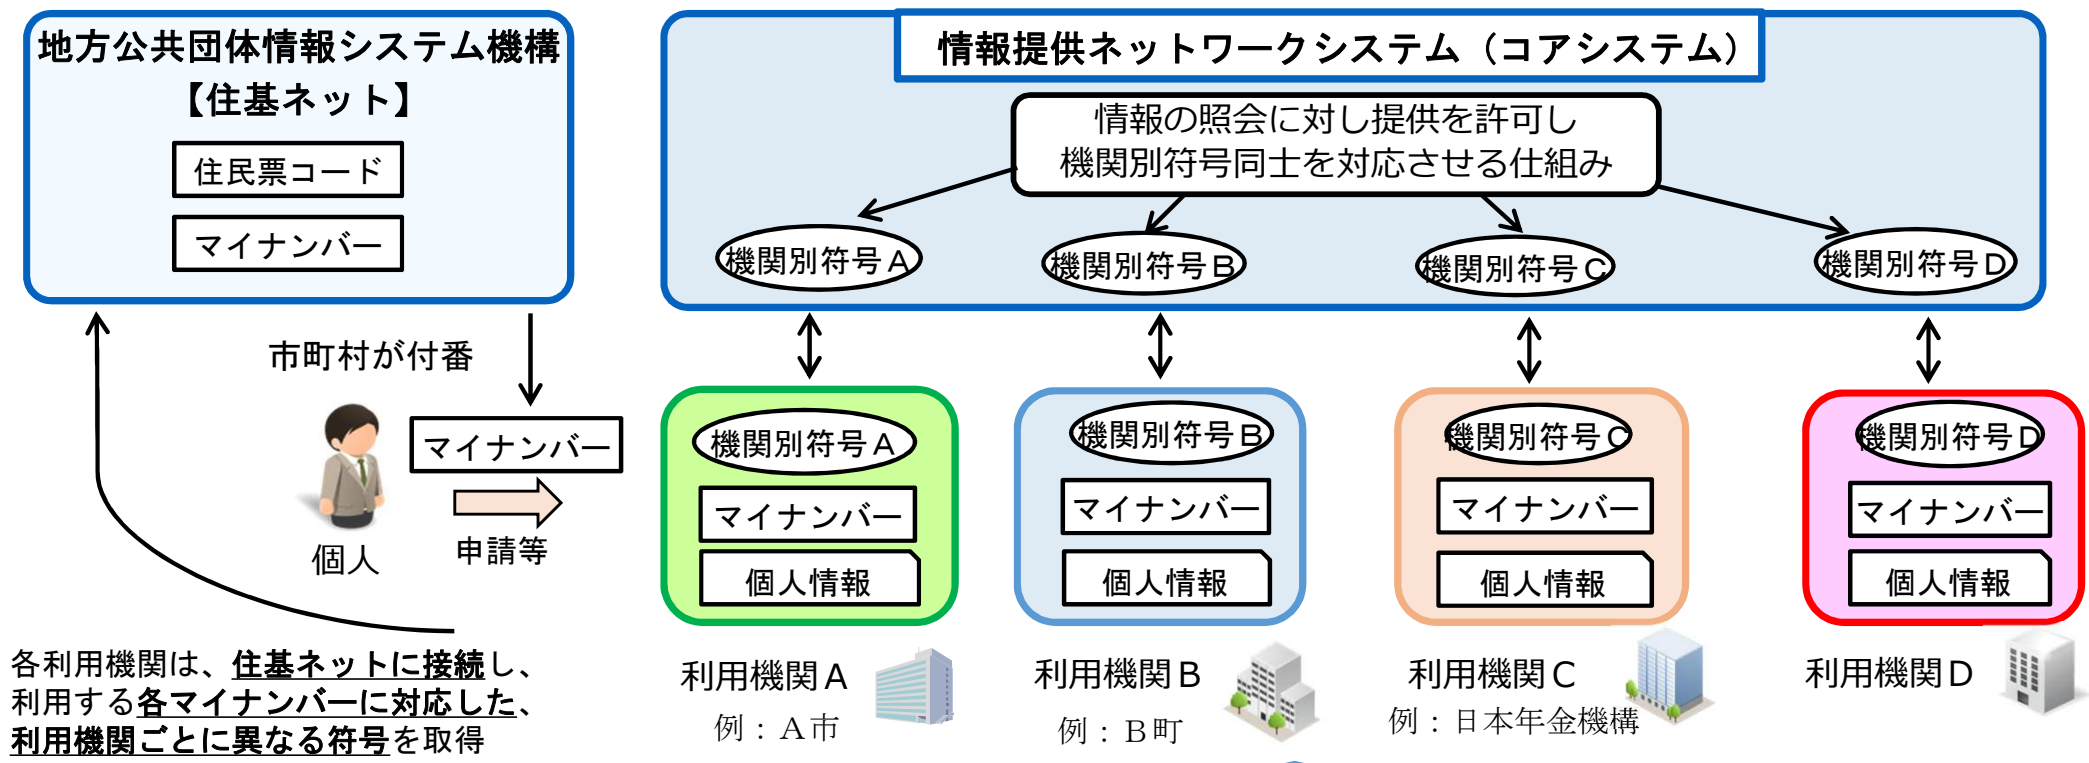 地方公共団体情報システム機構
【住基ネット】
住民票コード
マイナンバー
市町村が付番
マイナンバー
個人
申請等
各利用機関は、住基ネットに接続し、
利用する各マイナンバーに対応した、
利用機関ごとに異なる符号を取得
情報提供ネットワークシステム（コアシステム）
情報の照会に対し提供を許可し
機関別符号同士を対応させる仕組み
機関別符号A
機関別符号B
機関別符号C
機関別符号D
機関別符号A
マイナンバー
個人情報
利用機関A
例：A市
機関別符号B
マイナンバー
個人情報
利用機関B
例：B町
機関別符号C
マイナンバー
個人情報
利用機関C
例：日本年金機構
機関別符号D
マイナンバー
個人情報
利用機関D